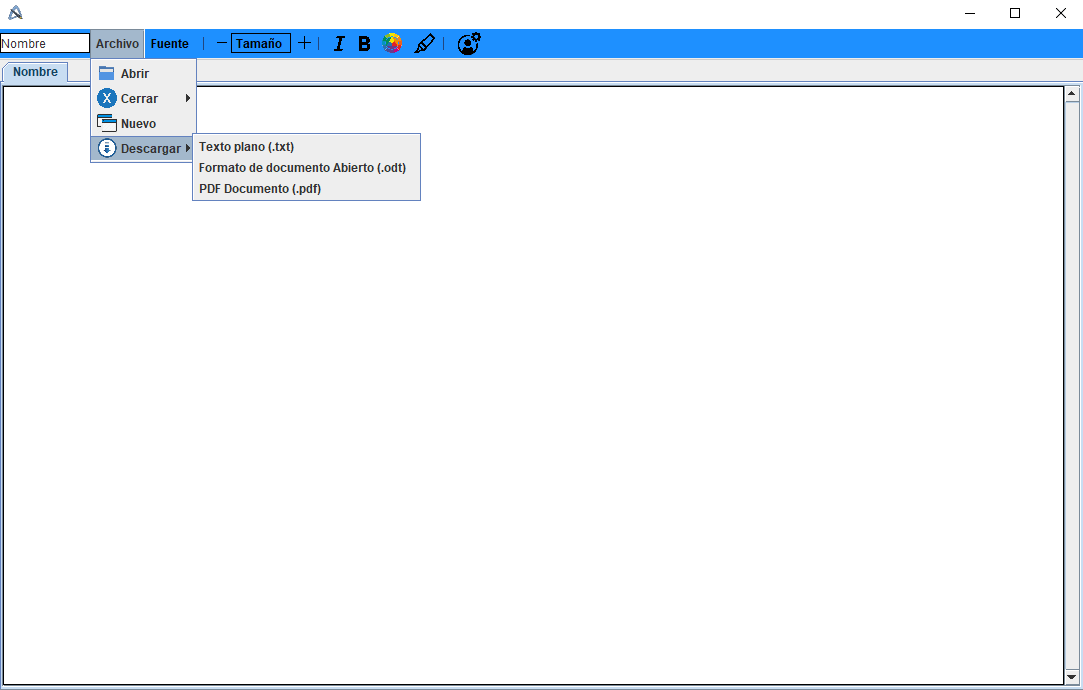 Nombre Archivo Fuente Tamaño I B
Nombre
Abrir
X Cerrar
Nuevo
Descargar
Texto plano (.txt)
Formato de documento Abierto (.odt)
PDF Documento (.pdf)